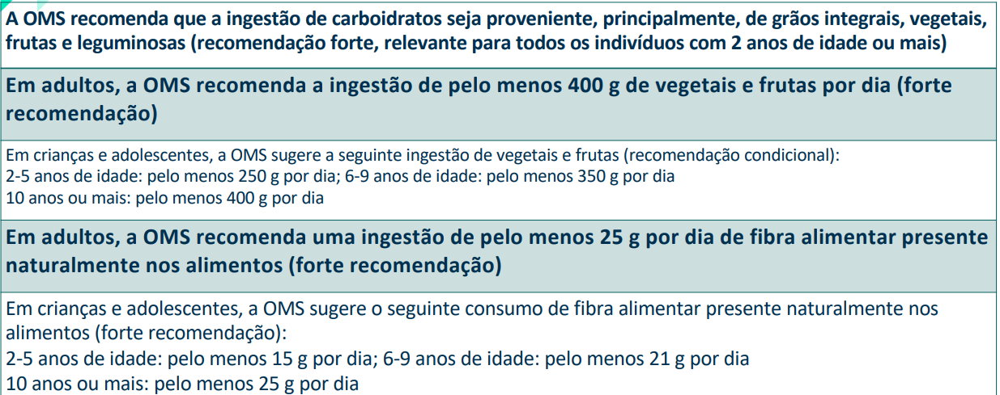 A OMS recomenda que a ingestão de carboidratos seja proveniente, principalmente, de grãos integrais, vegetais,
frutas e leguminosas (recomendação forte, relevante para todos os indivíduos com 2 anos de idade ou mais)
Em adultos, a OMS recomenda a ingestão de pelo menos 400 g de vegetais e frutas por dia (forte
recomendação)
Em crianças e adolescentes, a OMS sugere a seguinte ingestão de vegetais e frutas (recomendação condicional):
2-5 anos de idade: pelo menos 250 g por dia; 6-9 anos de idade: pelo menos 350 g por dia
10 anos ou mais: pelo menos 400 g por dia
Em adultos, a OMS recomenda uma ingestão de pelo menos 25 g por dia de fibra alimentar presente
naturalmente nos alimentos (forte recomendação)
Em crianças e adolescentes, a OMS sugere o seguinte consumo de fibra alimentar presente naturalmente nos
alimentos (forte recomendação):
2-5 anos de idade: pelo menos 15 g por dia; 6-9 anos de idade: pelo menos 21 g por dia
10 anos ou mais: pelo menos 25 g por dia